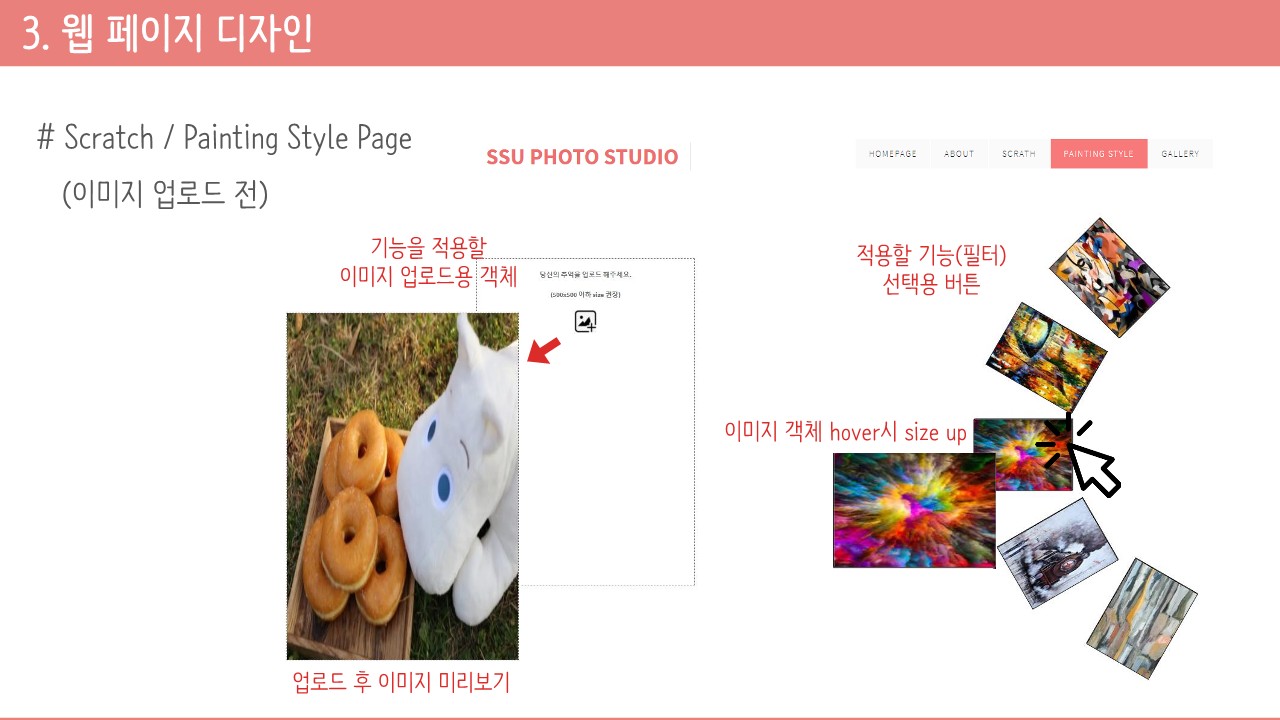 3. 웹 페이지 디자인
# Scratch / Painting Style Page
(이미지 업로드 전)
SSU PHOTO STUDIO
HOMEPAGE
ABOUT
SCRATH
PAINTING STYLE
GALLERY
기능을 적용할
이미지 업로드용 객체
당신의 추억을 업로드 해주세요.
(500x500 이하 size 권장)
적용할 기능(필터)
선택용 버튼
이미지 객체 hover시 size up
업로드 후 이미지 미리보기